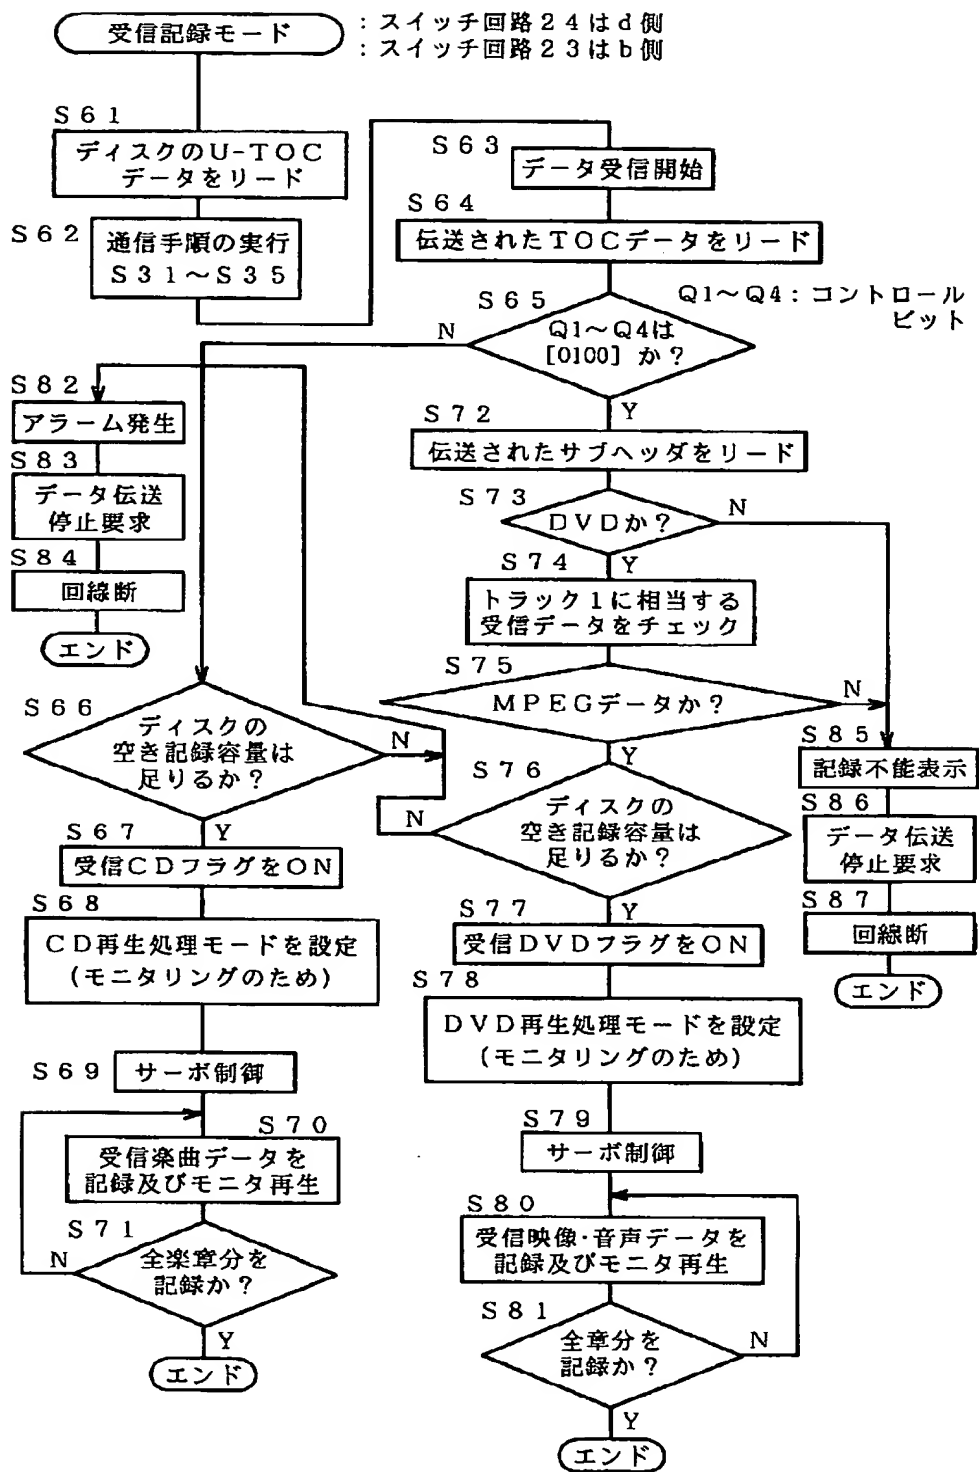 受信記録モード
：スイッチ回路２４はｄ側
：スイッチ回路２３はｂ側
Ｓ６１
ディスクのU-TOC
データをリード
Ｓ６２
通信手順の実行
Ｓ３１～Ｓ３５
Ｓ６３
データ受信開始
Ｓ６４
伝送されたTOCデータをリード
Ｓ６５
Q1～Q4は
[0100] か？
N
Y
Q1～Q4：コントロール
ビット
Ｓ８２
アラーム発生
Ｓ８３
データ伝送
停止要求
Ｓ８４
回線断
エンド
Ｓ７２
伝送されたサブヘッダをリード
Ｓ７３
DVDか？
N
Y
Ｓ７４
トラック１に相当する
受信データをチェック
Ｓ７５
MPEGデータか？
N
Y
Ｓ６６
ディスクの
空き記録容量は
足りるか？
N
Y
Ｓ７６
ディスクの
空き記録容量は
足りるか？
N
Y
Ｓ８５
記録不能表示
Ｓ８６
データ伝送
停止要求
Ｓ８７
回線断
エンド
Ｓ６７
受信CDフラグをON
Ｓ６８
CD再生処理モードを設定
(モニタリングのため)
Ｓ６９
サーボ制御
Ｓ７０
受信楽曲データを
記録及びモニタ再生
Ｓ７１
全楽章分を
記録か？
N
Y
エンド
Ｓ７７
受信DVDフラグをON
Ｓ７８
DVD再生処理モードを設定
(モニタリングのため)
Ｓ７９
サーボ制御
Ｓ８０
受信映像･音声データを
記録及びモニタ再生
Ｓ８１
全章分を
記録か？
N
Y
エンド